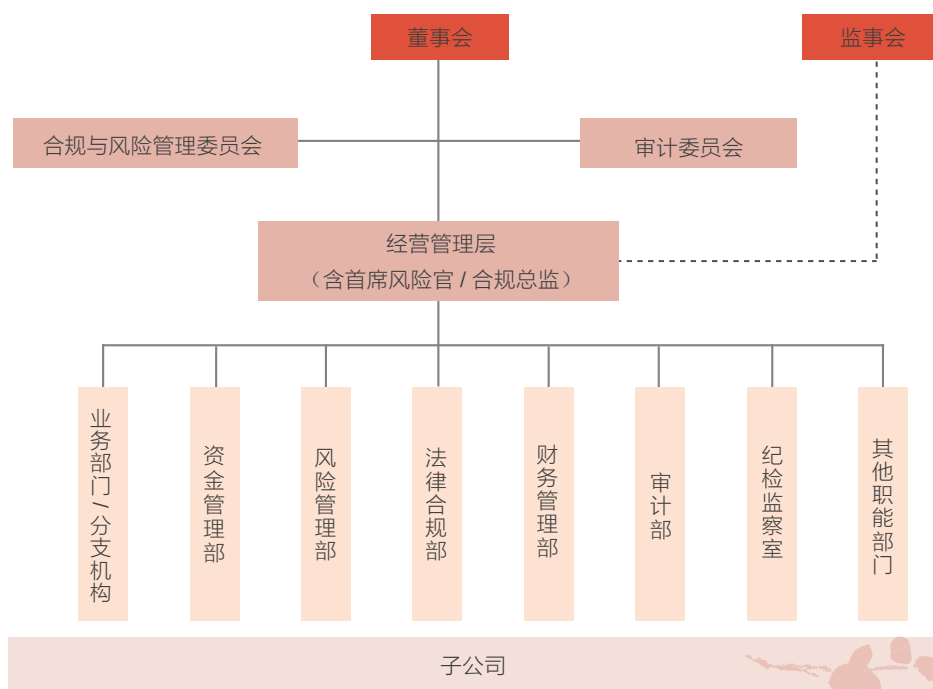 董事会
监事会
合规与风险管理委员会
审计委员会
经营管理层
（含首席风险官 / 合规总监）
业务部门 / 分支机构
资金管理部
风险管理部
法律合规部
财务管理部
审计部
纪检监察室
其他职能部门
子公司